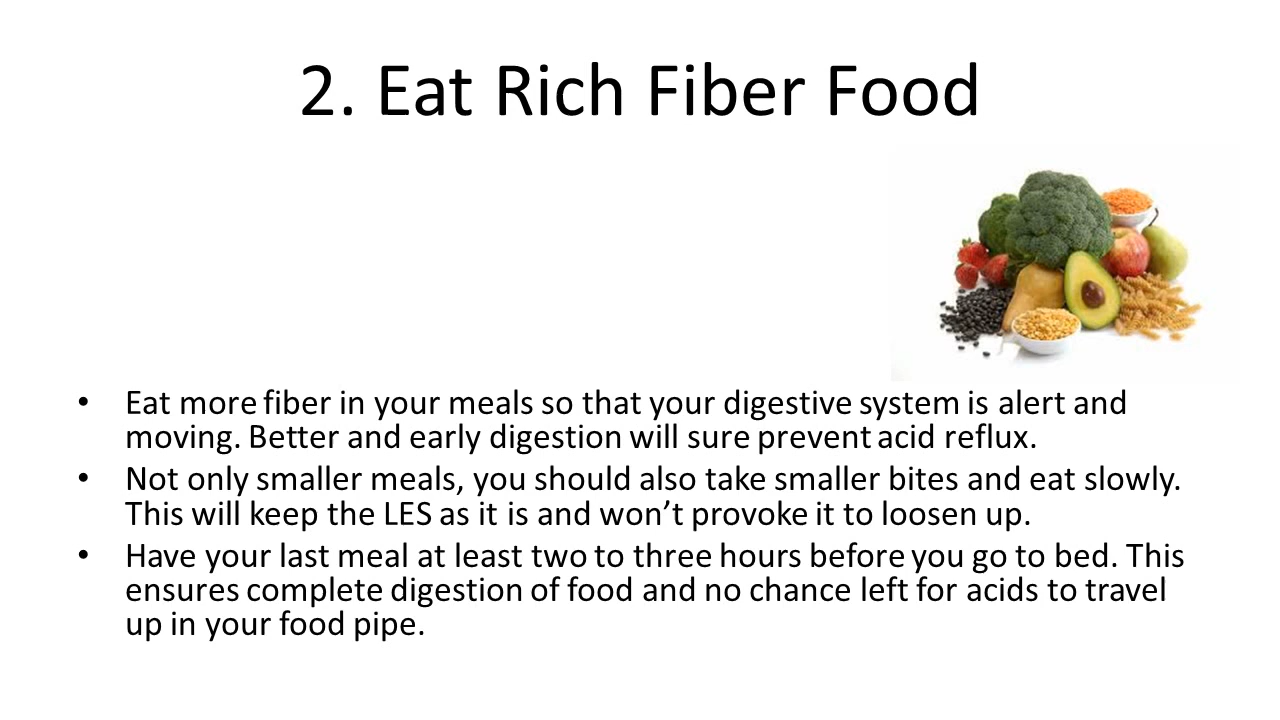 2. Eat Rich Fiber Food
• Eat more fiber in your meals so that your digestive system is alert and
moving. Better and early digestion will sure prevent acid reflux.
• Not only smaller meals, you should also take smaller bites and eat slowly.
This will keep the LES as it is and won’t provoke it to loosen up.
• Have your last meal at least two to three hours before you go to bed. This
ensures complete digestion of food and no chance left for acids to travel
up in your food pipe.